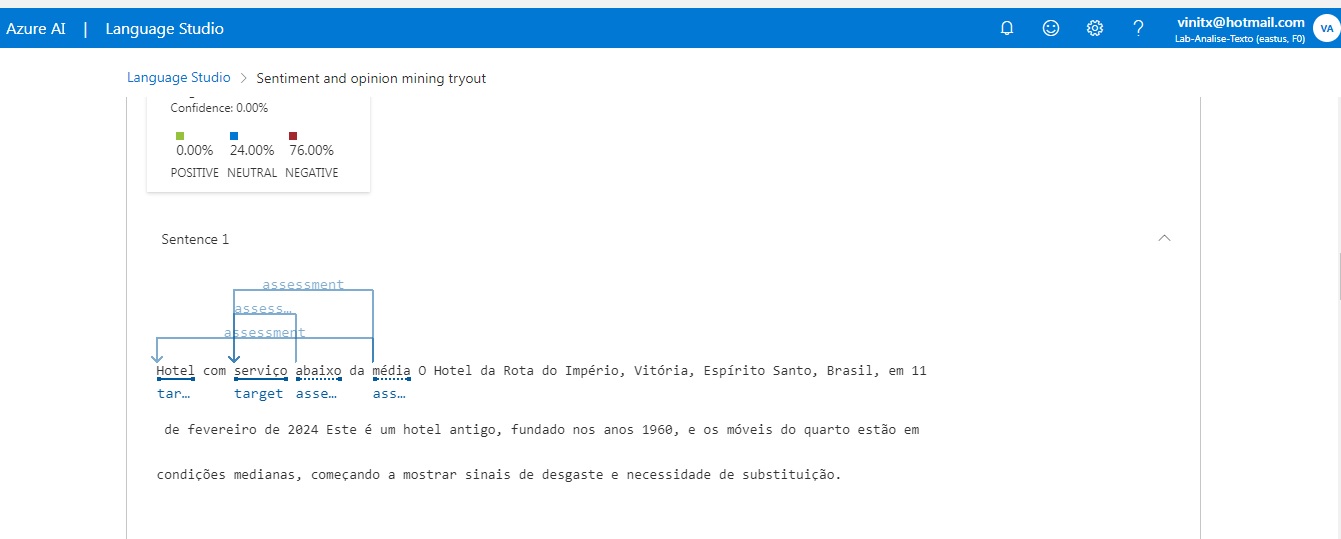 Azure AI | Language Studio
vinitx@hotmail.com
Lab-Analise-Texto (eastus, F0)
VA
Language Studio > Sentiment and opinion mining tryout
Confidence: 0.00%
0.00% 24.00% 76.00%
POSITIVE NEUTRAL NEGATIVE
Sentence 1
assessment
assess…
assessment
Hotel com serviço abaixo da média O Hotel da Rota do Império, Vitória, Espírito Santo, Brasil, em 11
tar… target asse… ass…
de fevereiro de 2024 Este é um hotel antigo, fundado nos anos 1960, e os móveis do quarto estão em
condições medianas, começando a mostrar sinais de desgaste e necessidade de substituição.